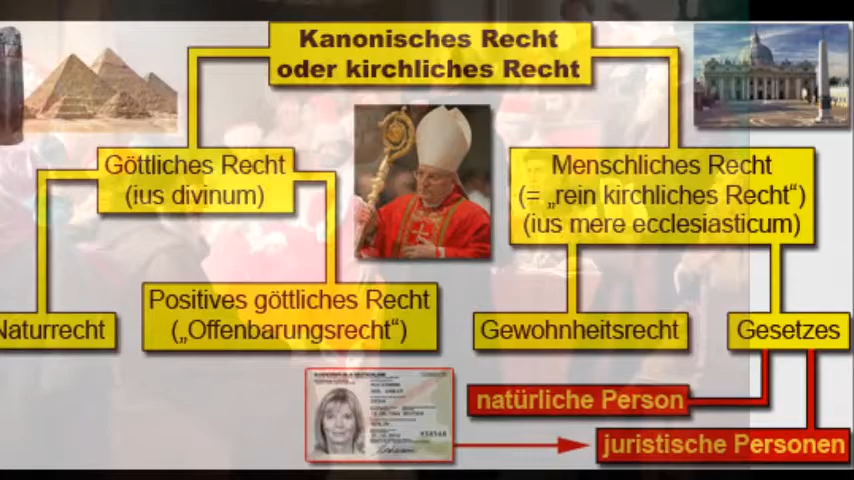 Kanonisches Recht
oder kirchliches Recht
Göttliches Recht
(ius divinum)
Menschliches Recht
(= „rein kirchliches Recht“)
(ius mere ecclesiasticum)
Naturrecht
Positives göttliches Recht
(„Offenbarungsrecht“)
Gewohnheitsrecht
Gesetzes
natürliche Person
juristische Personen